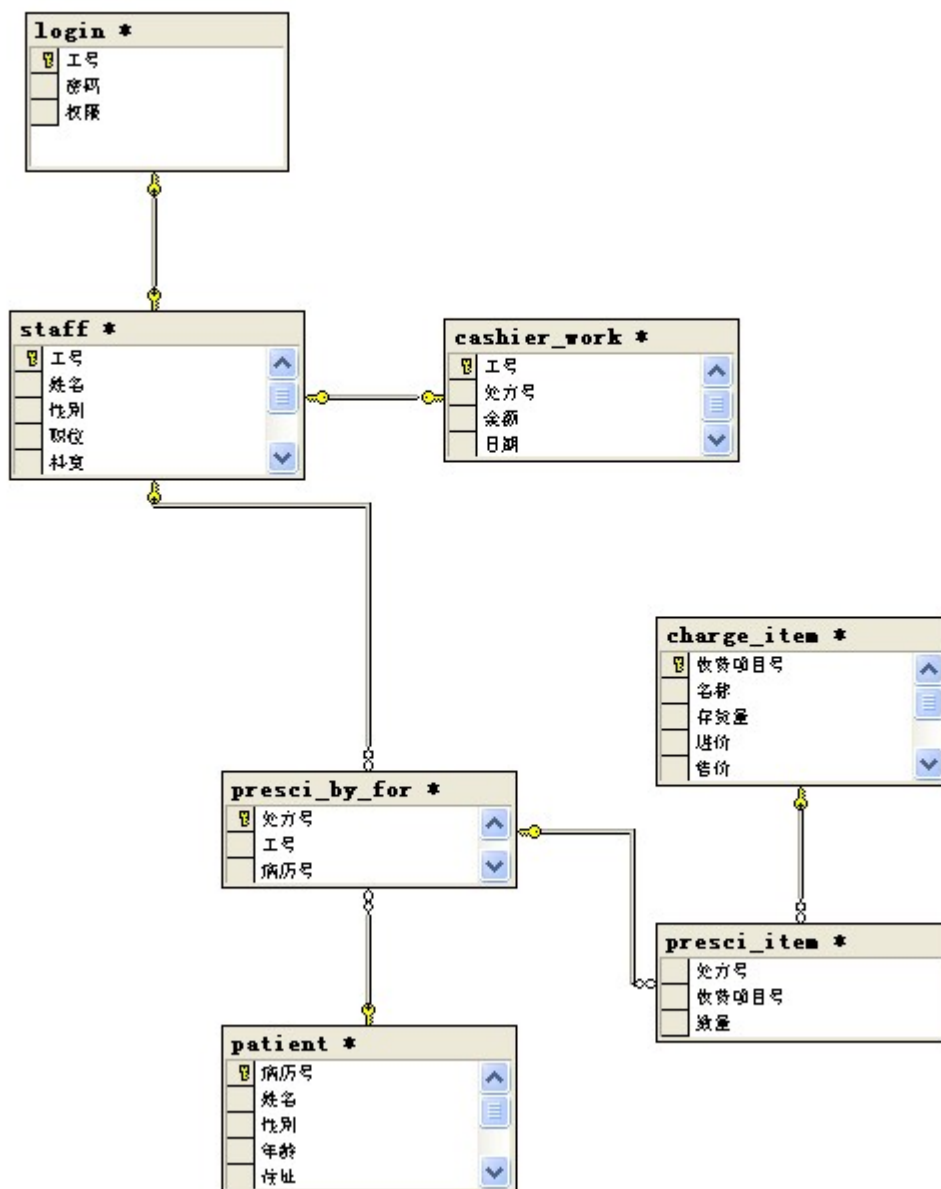 login *
工号
密码
权限
staff *
工号
姓名
性别
职位
科室
cashier_work *
工号
处方号
金额
日期
charge_item *
收费项目号
名称
存货量
进价
售价
presci_by_for *
处方号
工号
病历号
presci_item *
处方号
收费项目号
数量
patient *
病历号
姓名
性别
年龄
住址